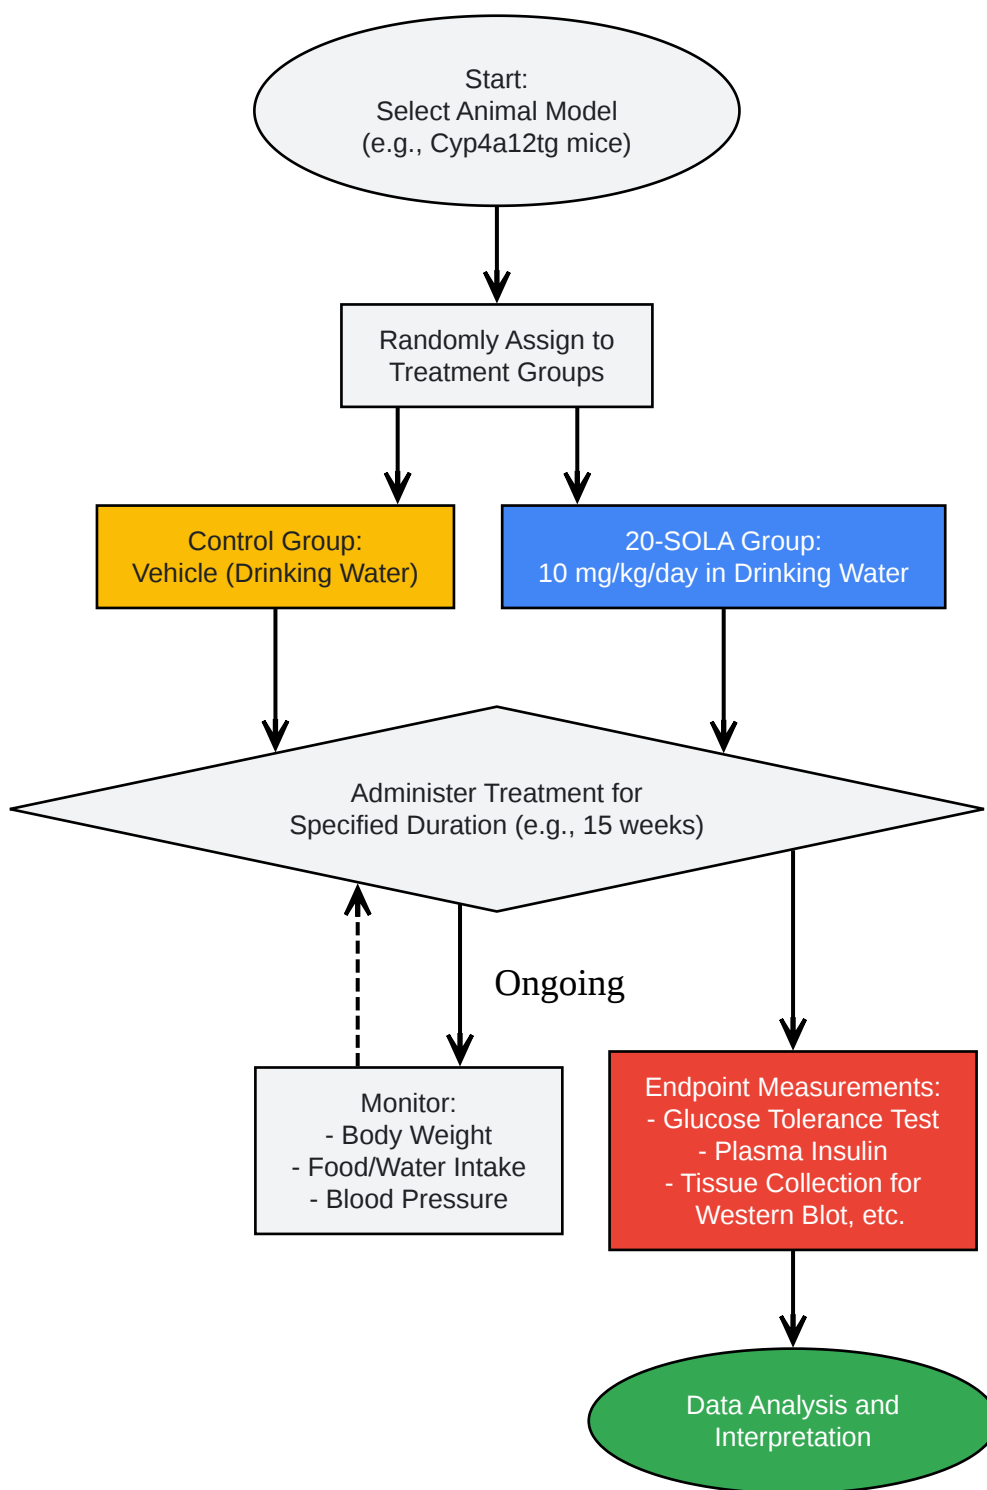 Start:
Select Animal Model
(e.g., Cyp4a12tg mice)
Randomly Assign to
Treatment Groups
Control Group:
Vehicle (Drinking Water)
20-SOLA Group:
10 mg/kg/day in Drinking Water
Administer Treatment for
Specified Duration (e.g., 15 weeks)
Ongoing
Monitor:
- Body Weight
- Food/Water Intake
- Blood Pressure
Endpoint Measurements:
- Glucose Tolerance Test
- Plasma Insulin
- Tissue Collection for
Western Blot, etc.
Data Analysis and
Interpretation